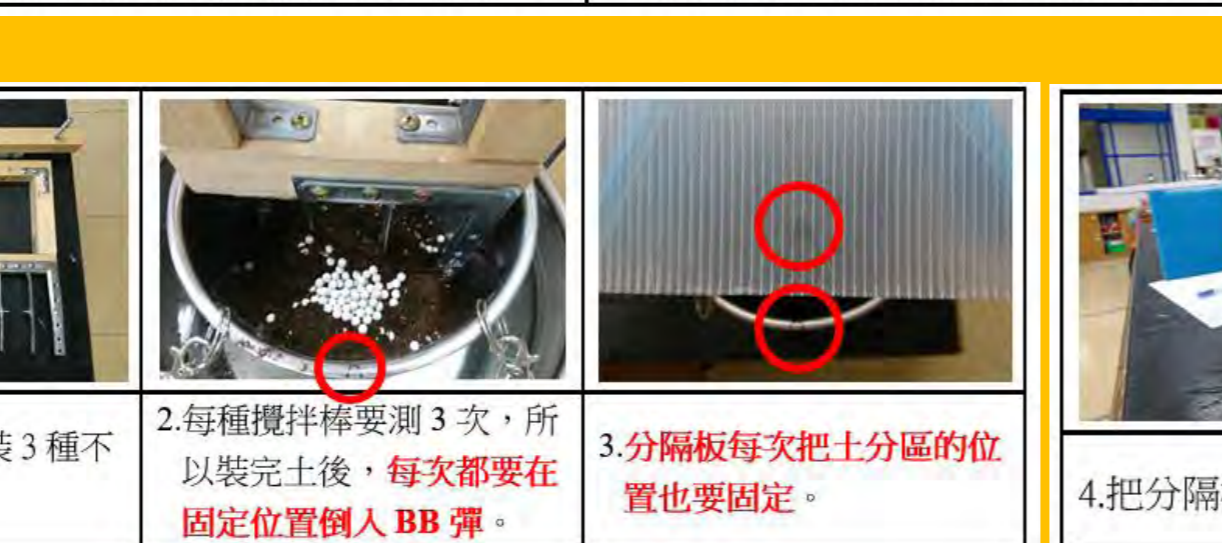 裝 3 種不
2.每種攪拌棒要測 3 次，所
以裝完土後，每次都要在
固定位置倒入 BB 彈。
3.分隔板每次把土分區的位
置也要固定。
4.把分隔